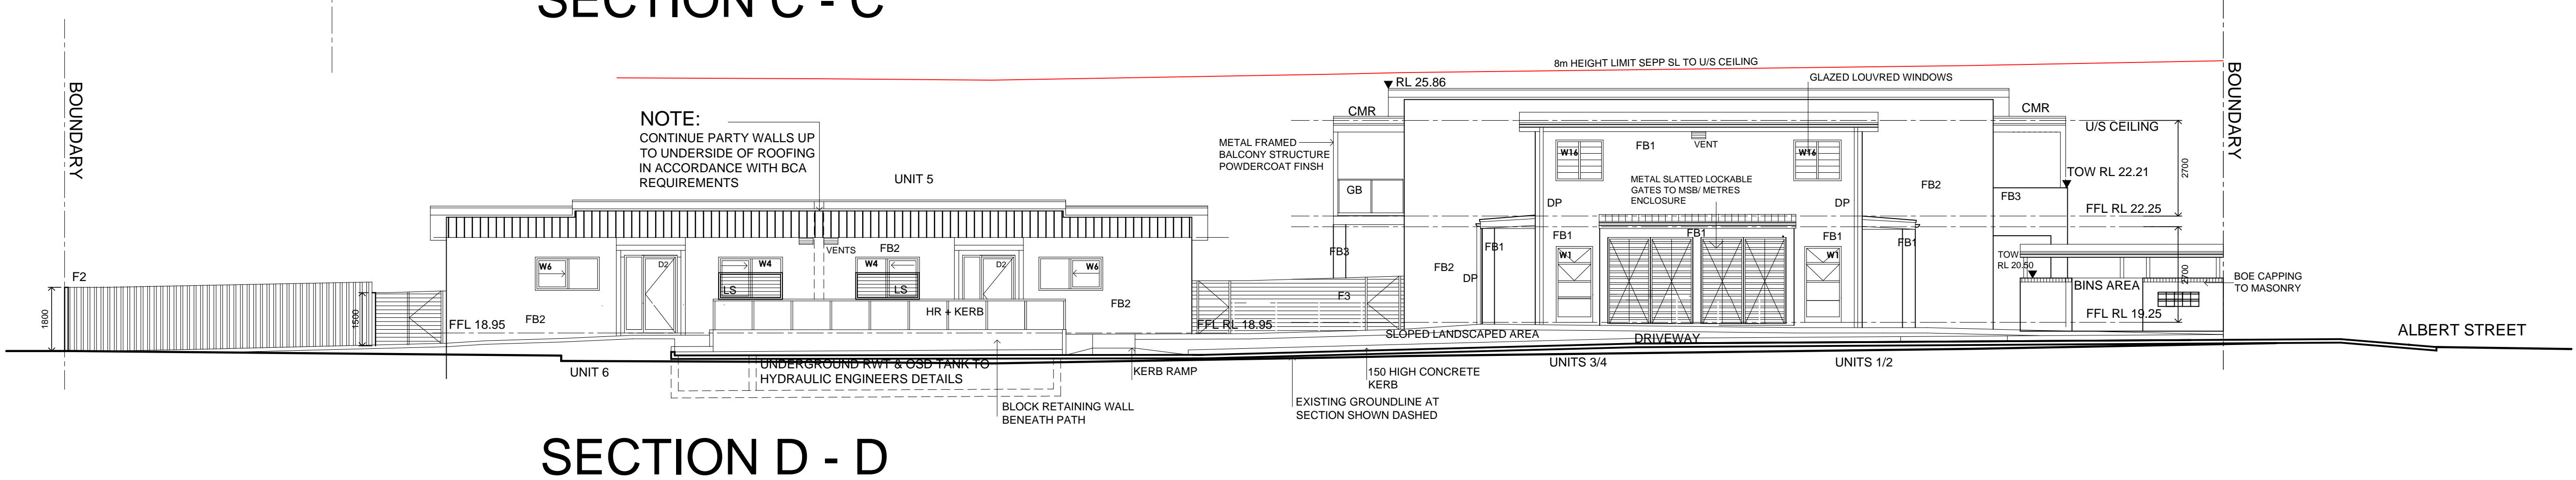 SECTION C - C
BOUNDARY
8m HEIGHT LIMIT SEPP SL TO U/S CEILING
RL 25.86
GLAZED LOUVRED WINDOWS
BOUNDARY
NOTE:
CONTINUE PARTY WALLS UP
TO UNDERSIDE OF ROOFING
IN ACCORDANCE WITH BCA
REQUIREMENTS
UNIT 5
CMR
CMR
U/S CEILING
METAL FRAMED
BALCONY STRUCTURE
POWDERCOAT FINSH
W16
FB1
VENT
W16
2700
TOW RL 22.21
GB
METAL SLATTED LOCKABLE
GATES TO MSB/ METRES
ENCLOSURE
FB2
FB3
DP
DP
FFL RL 22.25
FB3
FB1
FB1
FB1
FB1
FB1
VENTS
FB2
W6
D2
W4
W4
D2
W6
LS
LS
FB2
DP
W1
W1
TOW
RL 20.50
2700
BOE CAPPING
TO MASONRY
BINS AREA
F2
F3
1800
1500
FB2
FB2
HR + KERB
FFL 18.95
FFL RL 18.95
FFL RL 19.25
SLOPED LANDSCAPED AREA
DRIVEWAY
ALBERT STREET
UNIT 6
UNDERGROUND RWT & OSD TANK TO
HYDRAULIC ENGINEERS DETAILS
KERB RAMP
150 HIGH CONCRETE
KERB
UNITS 3/4
UNITS 1/2
BLOCK RETAINING WALL
BENEATH PATH
EXISTING GROUNDLINE AT
SECTION SHOWN DASHED
SECTION D - D